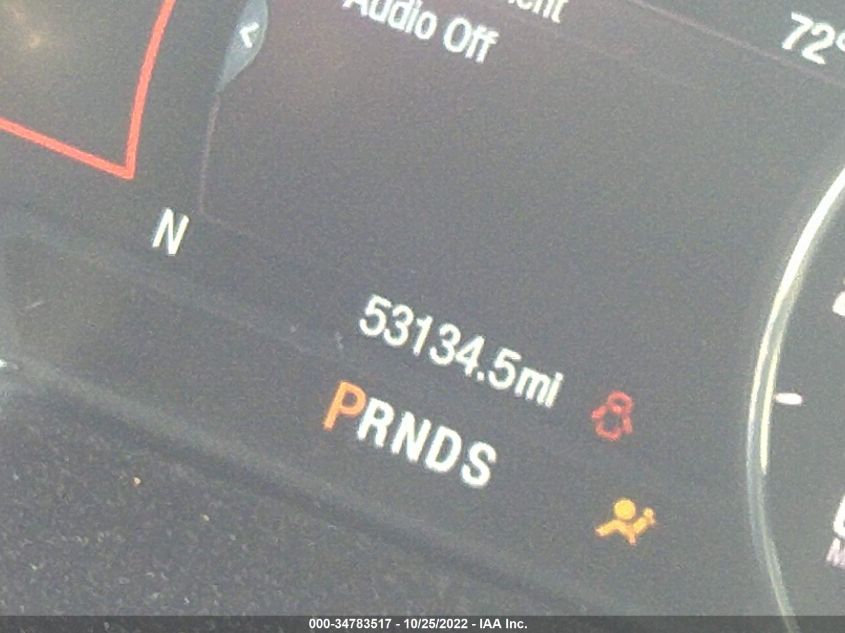 Audio Off
72°
N
53134.5mi
PRNDS
000-34783517 - 10/25/2022 - IAA Inc.